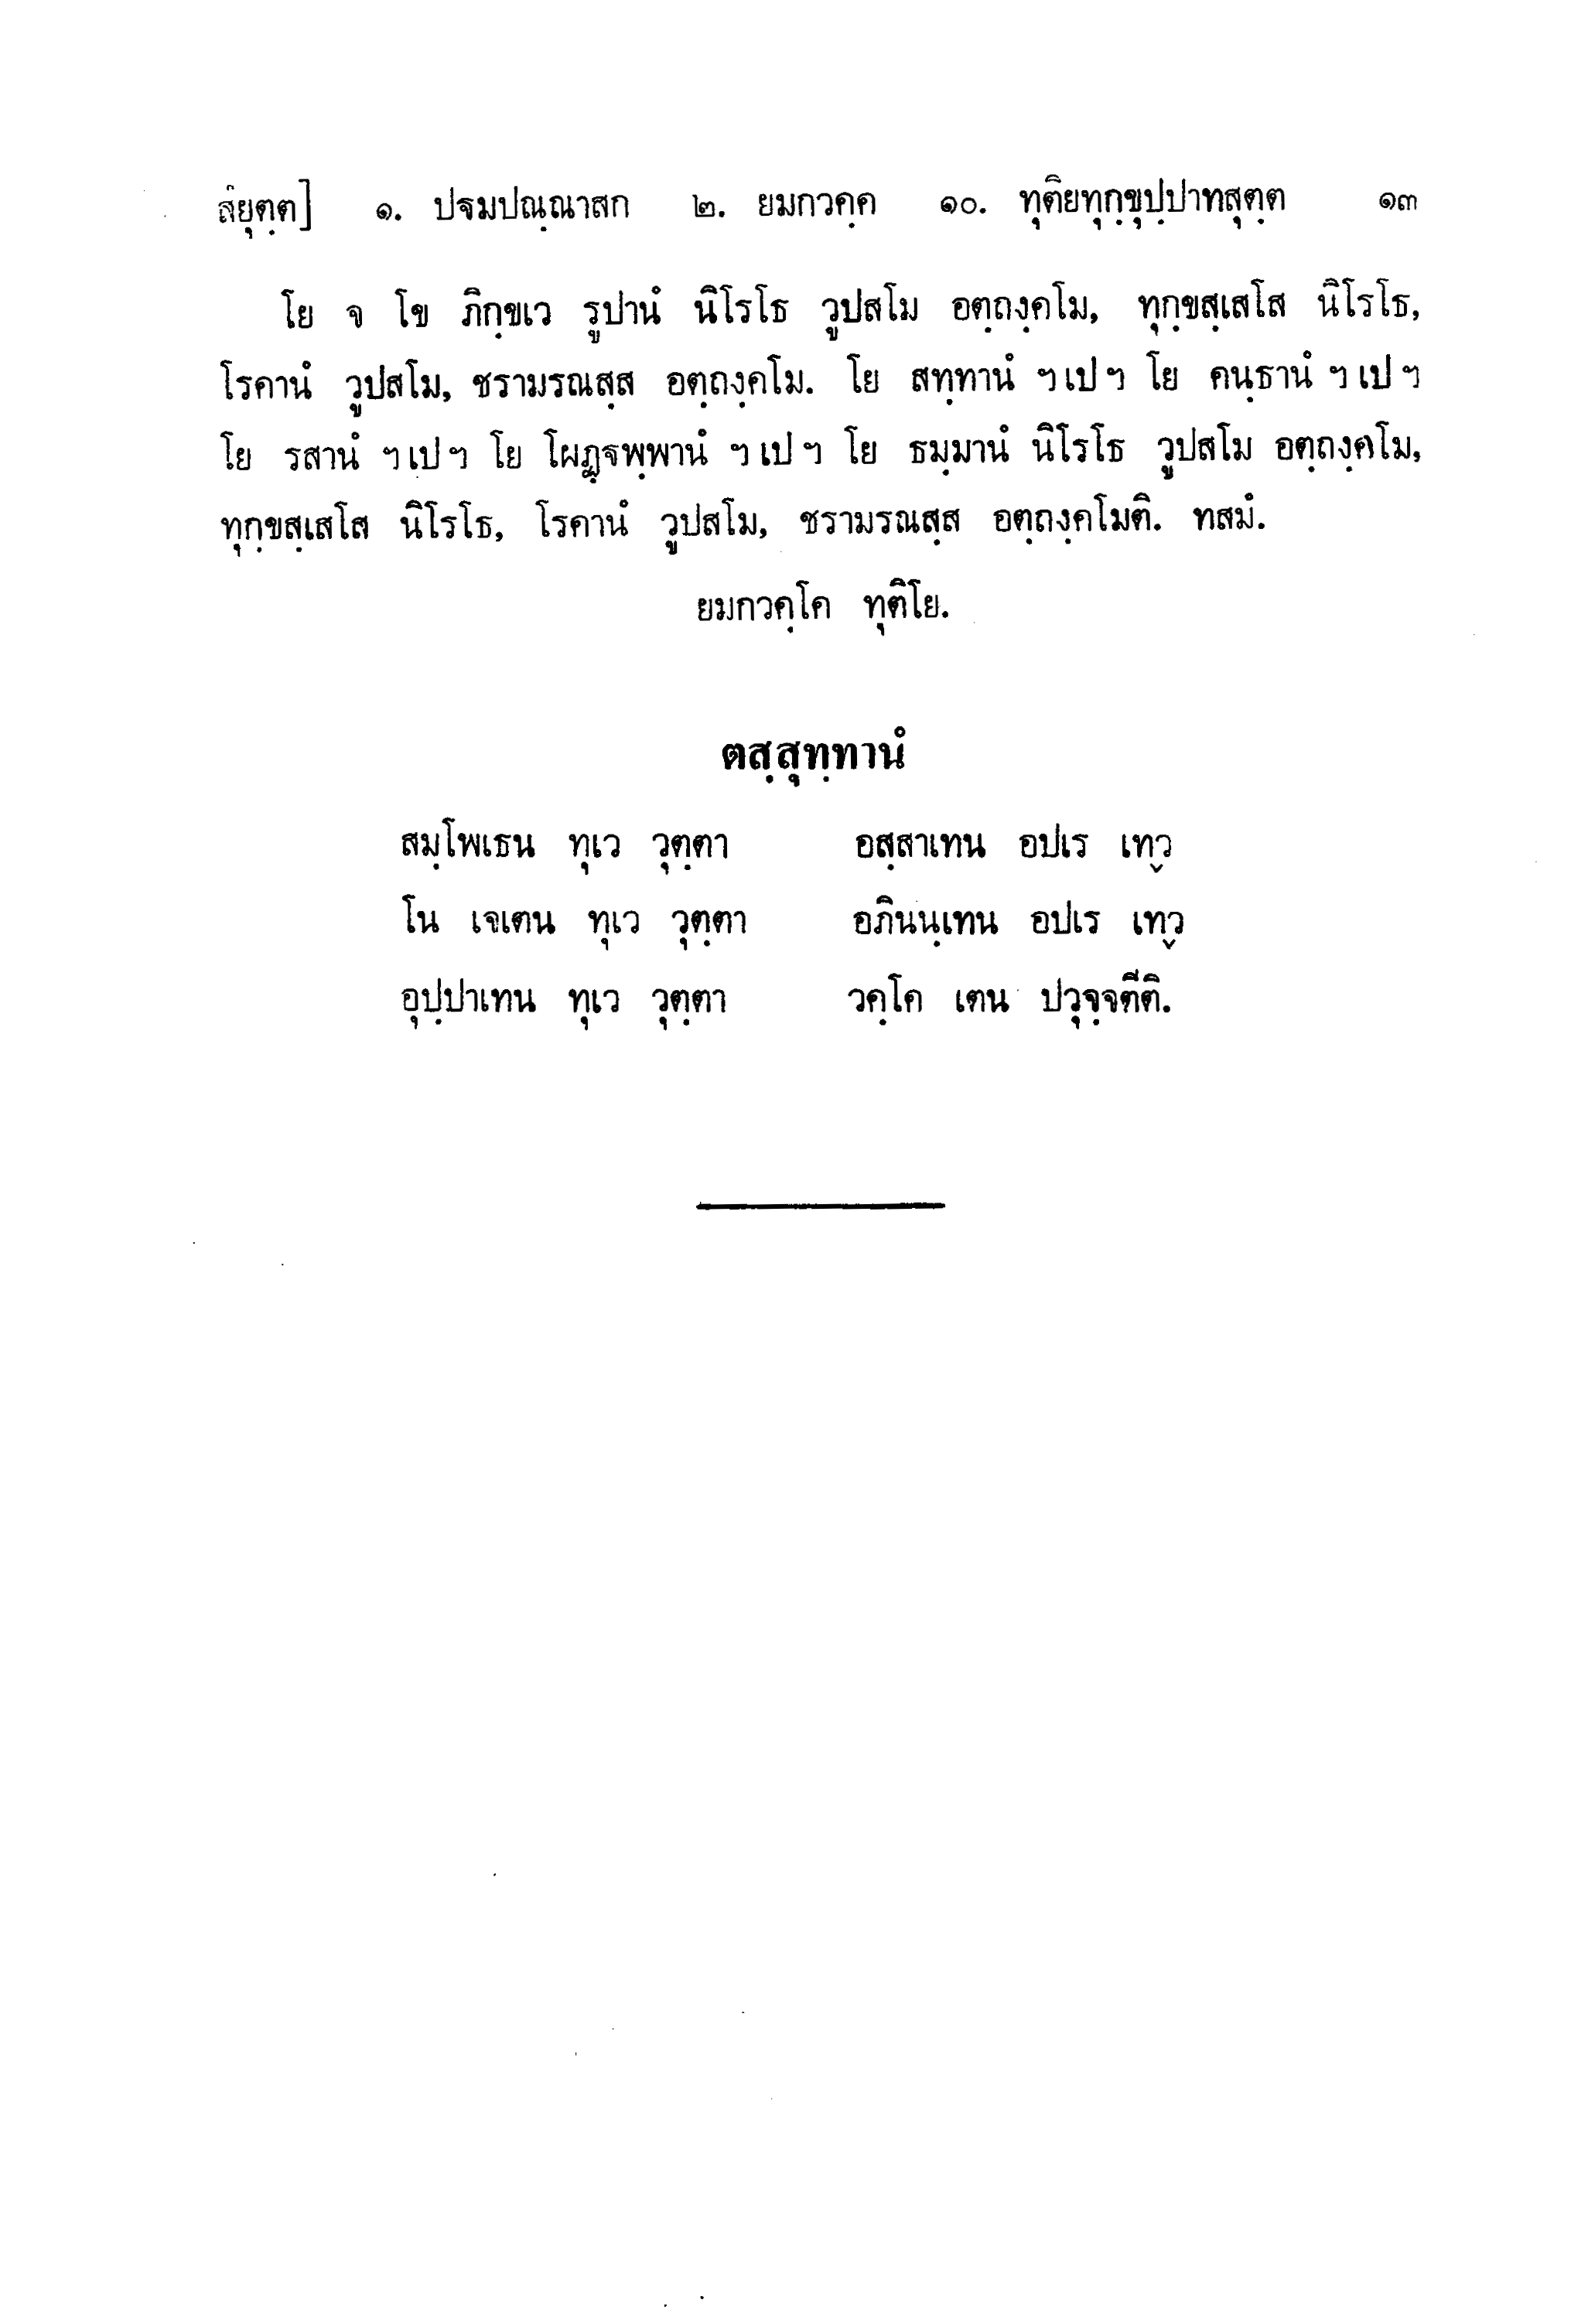 สํยุตฺต] ๑. ปฐมปณฺณาสก ๒. ยมกวคฺค ๑๐. ทุติยทุกฺขุปฺปาทสุตฺต ๑๓
โย จ โข ภิกฺขเว รูปานํ นิโรโธ วูปสโม อตฺถงฺคโม, ทุกฺขสฺเสโส นิโรโธ,
โรคานํ วูปสโม, ชรามรณสฺส อตฺถงฺคโม. โย สทฺทานํ ฯเปฯ โย คนฺธานํ ฯเปฯ
โย รสานํ ฯเปฯ โย โผฏฺฐพฺพานํ ฯเปฯ โย ธมฺมานํ นิโรโธ วูปสโม อตฺถงฺคโม,
ทุกฺขสฺเสโส นิโรโธ, โรคานํ วูปสโม, ชรามรณสฺส อตฺถงฺคโมติ. ทสมํ.
ยมกวคฺโค ทุติโย.
ตสฺสุทฺทานํ
สมฺโพเธน ทุเว วุตฺตา อสฺสาเทน อปเร เทฺว
โน เจเตน ทุเว วุตฺตา อภินนฺเทน อปเร เทฺว
อุปฺปาเทน ทุเว วุตฺตา วคฺโค เตน ปวุจฺจตีติ.